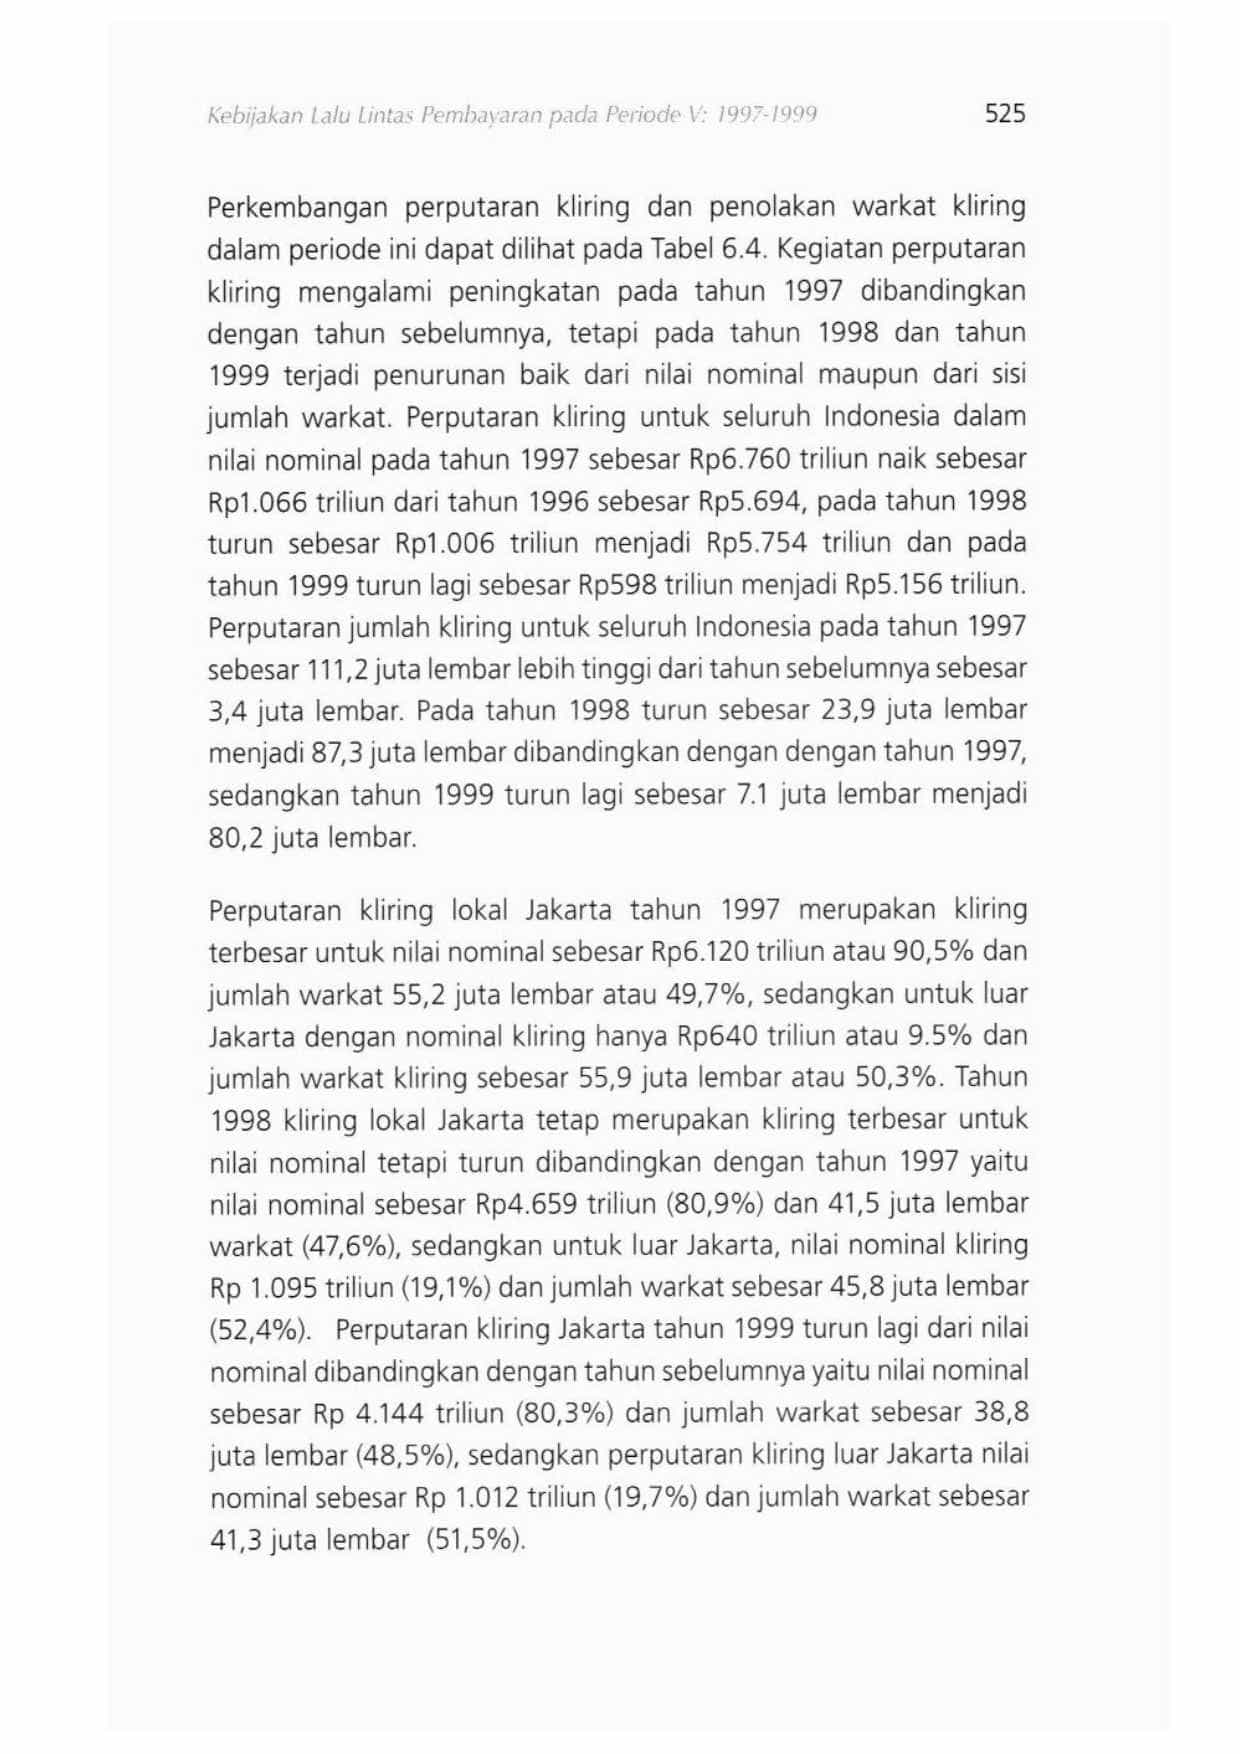 Kebijakan Lalu Lintas Pembayaran pada Periode V: 1997-1999 525
Perkembangan perputaran kliring dan penolakan warkat kliring
dalam periode ini dapat dilihat pada Tabel 6.4. Kegiatan perputaran
kliring mengalami peningkatan pada tahun 1997 dibandingkan
dengan tahun sebelumnya, tetapi pada tahun 1998 dan tahun
1999 terjadi penurunan baik dari nilai nominal maupun dari sisi
jumlah warkat. Perputaran kliring untuk seluruh Indonesia dalam
nilai nominal pada tahun 1997 sebesar Rp6.760 triliun naik sebesar
Rp1.066 triliun dari tahun 1996 sebesar Rp5.694, pada tahun 1998
turun sebesar Rp1.006 triliun menjadi Rp5.754 triliun dan pada
tahun 1999 turun lagi sebesar Rp598 triliun menjadi Rp5.156 triliun.
Perputaran jumlah kliring untuk seluruh Indonesia pada tahun 1997
sebesar 111,2 juta lembar lebih tinggi dari tahun sebelumnya sebesar
3,4 juta lembar. Pada tahun 1998 turun sebesar 23,9 juta lembar
menjadi 87,3 juta lembar dibandingkan dengan dengan tahun 1997,
sedangkan tahun 1999 turun lagi sebesar 7.1 juta lembar menjadi
80,2 juta lembar.
Perputaran kliring lokal Jakarta tahun 1997 merupakan kliring
terbesar untuk nilai nominal sebesar Rp6.120 triliun atau 90,5% dan
jumlah warkat 55,2 juta lembar atau 49,7%, sedangkan untuk luar
Jakarta dengan nominal kliring hanya Rp640 triliun atau 9.5% dan
jumlah warkat kliring sebesar 55,9 juta lembar atau 50,3%. Tahun
1998 kliring lokal Jakarta tetap merupakan kliring terbesar untuk
nilai nominal tetapi turun dibandingkan dengan tahun 1997 yaitu
nilai nominal sebesar Rp4.659 triliun (80,9%) dan 41,5 juta lembar
warkat (47,6%), sedangkan untuk luar Jakarta, nilai nominal kliring
Rp 1.095 triliun (19,1%) dan jumlah warkat sebesar 45,8 juta lembar
(52,4%). Perputaran kliring Jakarta tahun 1999 turun lagi dari nilai
nominal dibandingkan dengan tahun sebelumnya yaitu nilai nominal
sebesar Rp 4.144 triliun (80,3%) dan jumlah warkat sebesar 38,8
juta lembar (48,5%), sedangkan perputaran kliring luar Jakarta nilai
nominal sebesar Rp 1.012 triliun (19,7%) dan jumlah warkat sebesar
41,3 juta lembar (51,5%).